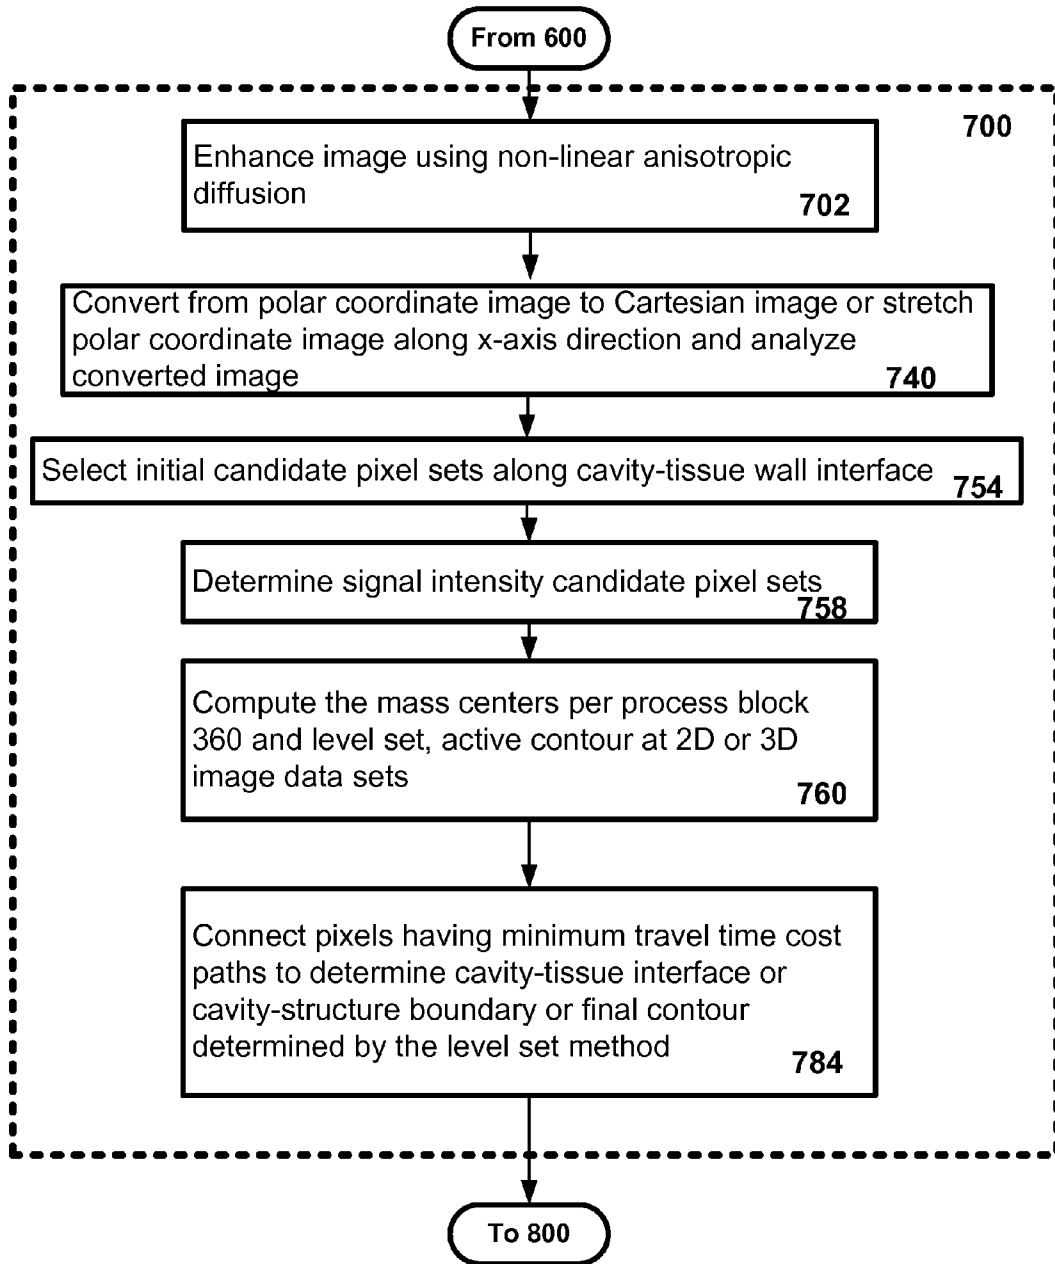 From 600
700
Enhance image using non-linear anisotropic
diffusion
702
Convert from polar coordinate image to Cartesian image or stretch
polar coordinate image along x-axis direction and analyze
converted image
740
Select initial candidate pixel sets along cavity-tissue wall interface
754
Determine signal intensity candidate pixel sets
758
Compute the mass centers per process block
360 and level set, active contour at 2D or 3D
image data sets
760
Connect pixels having minimum travel time cost
paths to determine cavity-tissue interface or
cavity-structure boundary or final contour
determined by the level set method
784
To 800